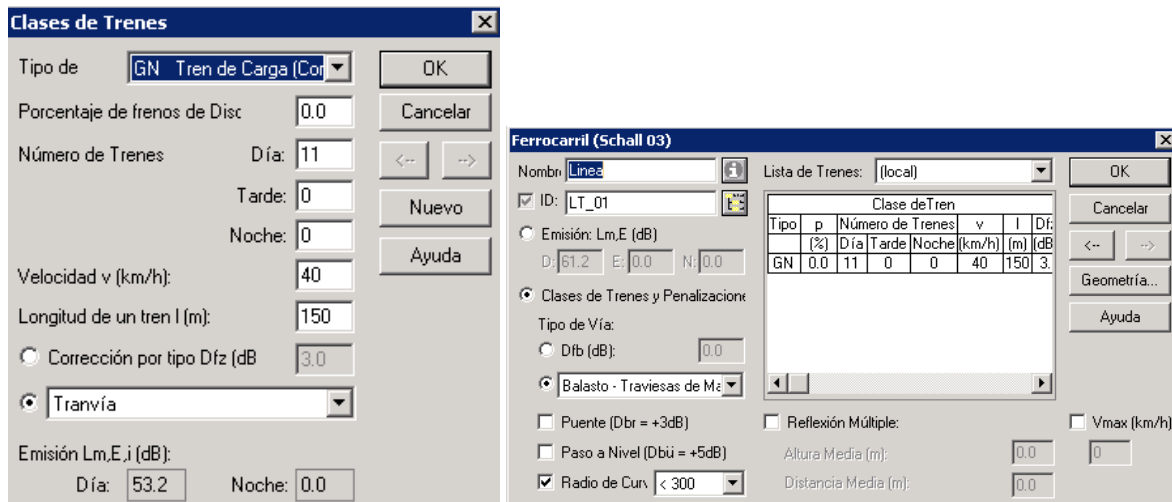 Clases de Trenes
Tipo de GN Tren de Carga (Cor
OK
Porcentaje de frenos de Disc 0.0
Cancelar
Número de Trenes Día: 11
<-- -->
Tarde: 0
Nuevo
Noche: 0
Ayuda
Velocidad v (km/h): 40
Longitud de un tren l (m): 150
Corrección por tipo Dfz (dB 3.0
Tranvía
Emisión Lm,E,i (dB):
Día: 53.2 Noche: 0.0
Ferrocarril (Schall 03)
Nombr Linea
ID: LT_01
Emisión: Lm,E (dB)
D: 61.2 E: 0.0 N: 0.0
Clases de Trenes y Penalizacione
Tipo de Vía:
Dfb (dB): 0.0
Balasto - Traviesas de Ma
Puente (Dbr = +3dB)
Paso a Nivel (Dbü = +5dB)
Radio de Curv < 300
Lista de Trenes: (local)
Clase deTren
Tipo p Número de Trenes v l Df:
(%) Día Tarde Noche (km/h) (m) (dB
GN 0.0 11 0 0 40 150 3.
Reflexión Múltiple:
Altura Media (m): 0.0
Distancia Media (m): 0.0
OK
Cancelar
<-- -->
Geometría...
Ayuda
Vmax (km/h)
0